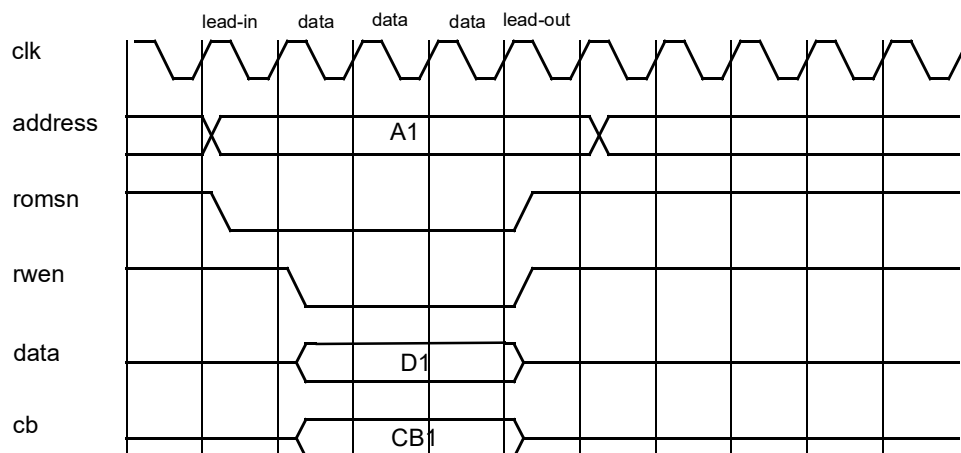 lead-in data data data lead-out
clk
address A1
romsn
rwen
data D1
cb CB1